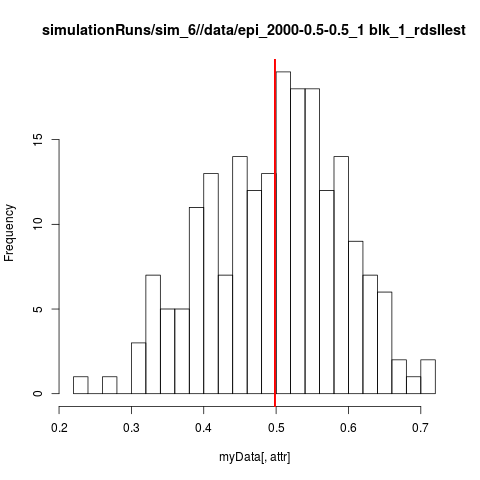 simulationRuns/sim_6//data/epi_2000-0.5-0.5_1 blk_1_rdsllest
Frequency
15
10
5
0
0.2 0.3 0.4 0.5 0.6 0.7
myData[, attr]